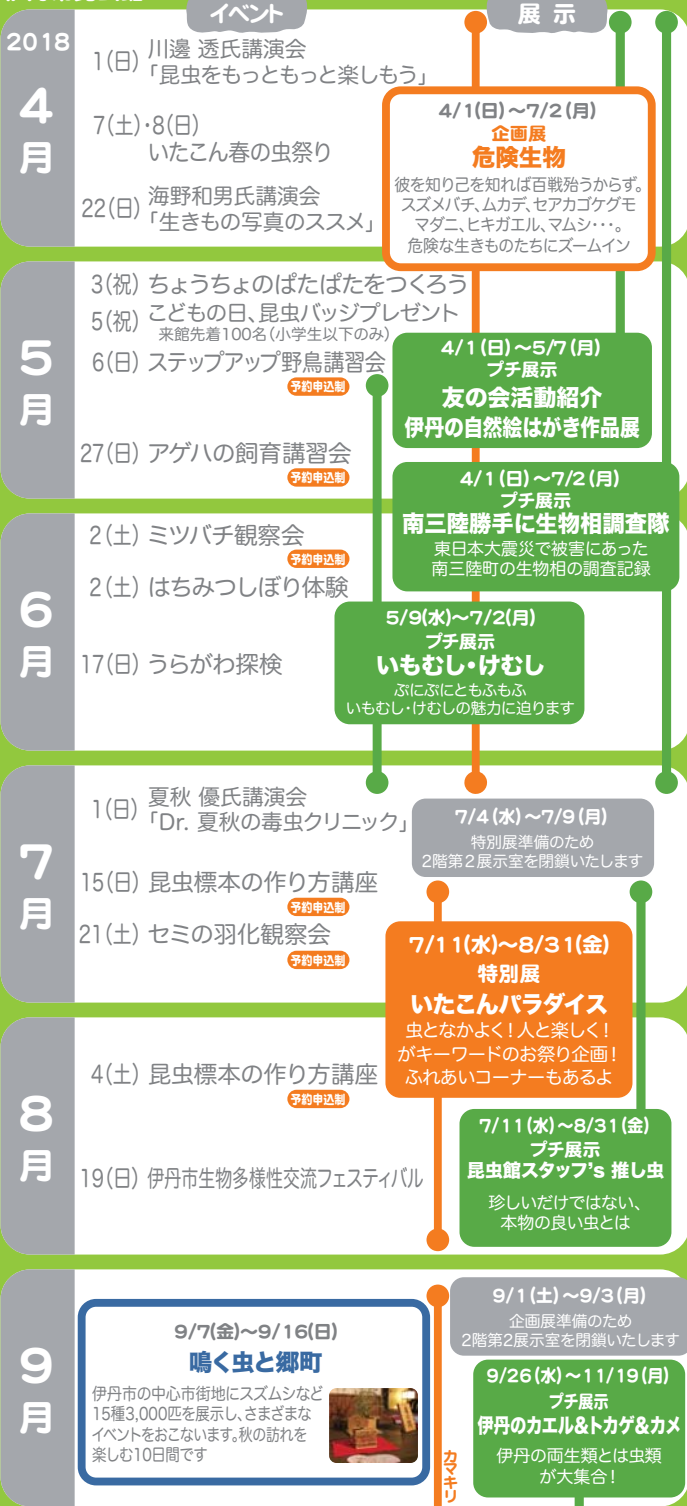 イベント
展 示
2018
4
月
1(日) 川邊 透氏講演会
「昆虫をもっともっと楽しもう」
7(土)・8(日)
いたこん春の虫祭り
22(日) 海野和男氏講演会
「生きもの写真のススメ」
4/1(日)～7/2(月)
企画展
危険生物
彼を知り己を知れば百戦殆うからず。
スズメバチ、ムカデ、セアカゴケグモ
マダニ、ヒキガエル、マムシ・・・。
危険な生きものたちにズームイン
5
月
3(祝) ちょうちょのぱたぱたをつくろう
5(祝) こどもの日、昆虫バッジプレゼント
来館先着100名(小学生以下のみ)
6(日) ステップアップ野鳥講習会
予約申込制
27(日) アゲハの飼育講習会
予約申込制
4/1(日)～5/7(月)
プチ展示
友の会活動紹介
伊丹の自然絵はがき作品展
4/1(日)～7/2(月)
プチ展示
南三陸勝手に生物相調査隊
東日本大震災で被害にあった
南三陸町の生物相の調査記録
6
月
2(土) ミツバチ観察会
予約申込制
2(土) はちみつしぼり体験
17(日) うらがわ探検
5/9(水)～7/2(月)
プチ展示
いもむし・けむし
ぷにぷにともふもふ
いもむし・けむしの魅力に迫ります
7
月
1(日) 夏秋 優氏講演会
「Dr. 夏秋の毒虫クリニック」
15(日) 昆虫標本の作り方講座
予約申込制
21(土) セミの羽化観察会
予約申込制
7/4(水)～7/9(月)
特別展準備のため
2階第2展示室を閉鎖いたします
7/11(水)～8/31(金)
特別展
いたこんパラダイス
虫となかよく!人と楽しく!
がキーワードのお祭り企画!
ふれあいコーナーもあるよ
8
月
4(土) 昆虫標本の作り方講座
予約申込制
19(日) 伊丹市生物多様性交流フェスティバル
7/11(水)～8/31(金)
プチ展示
昆虫館スタッフ's 推し虫
珍しいだけではない、
本物の良い虫とは
9
月
9/7(金)～9/16(日)
鳴く虫と郷町
伊丹市の中心市街地にスズムシなど
15種3,000匹を展示し、さまざまな
イベントをおこないます。秋の訪れを
楽しむ10日間です
9/1(土)～9/3(月)
企画展準備のため
2階第2展示室を閉鎖いたします
9/26(水)～11/19(月)
プチ展示
伊丹のカエル&トカゲ&カメ
伊丹の両生類とは虫類
が大集合!
カマキリ